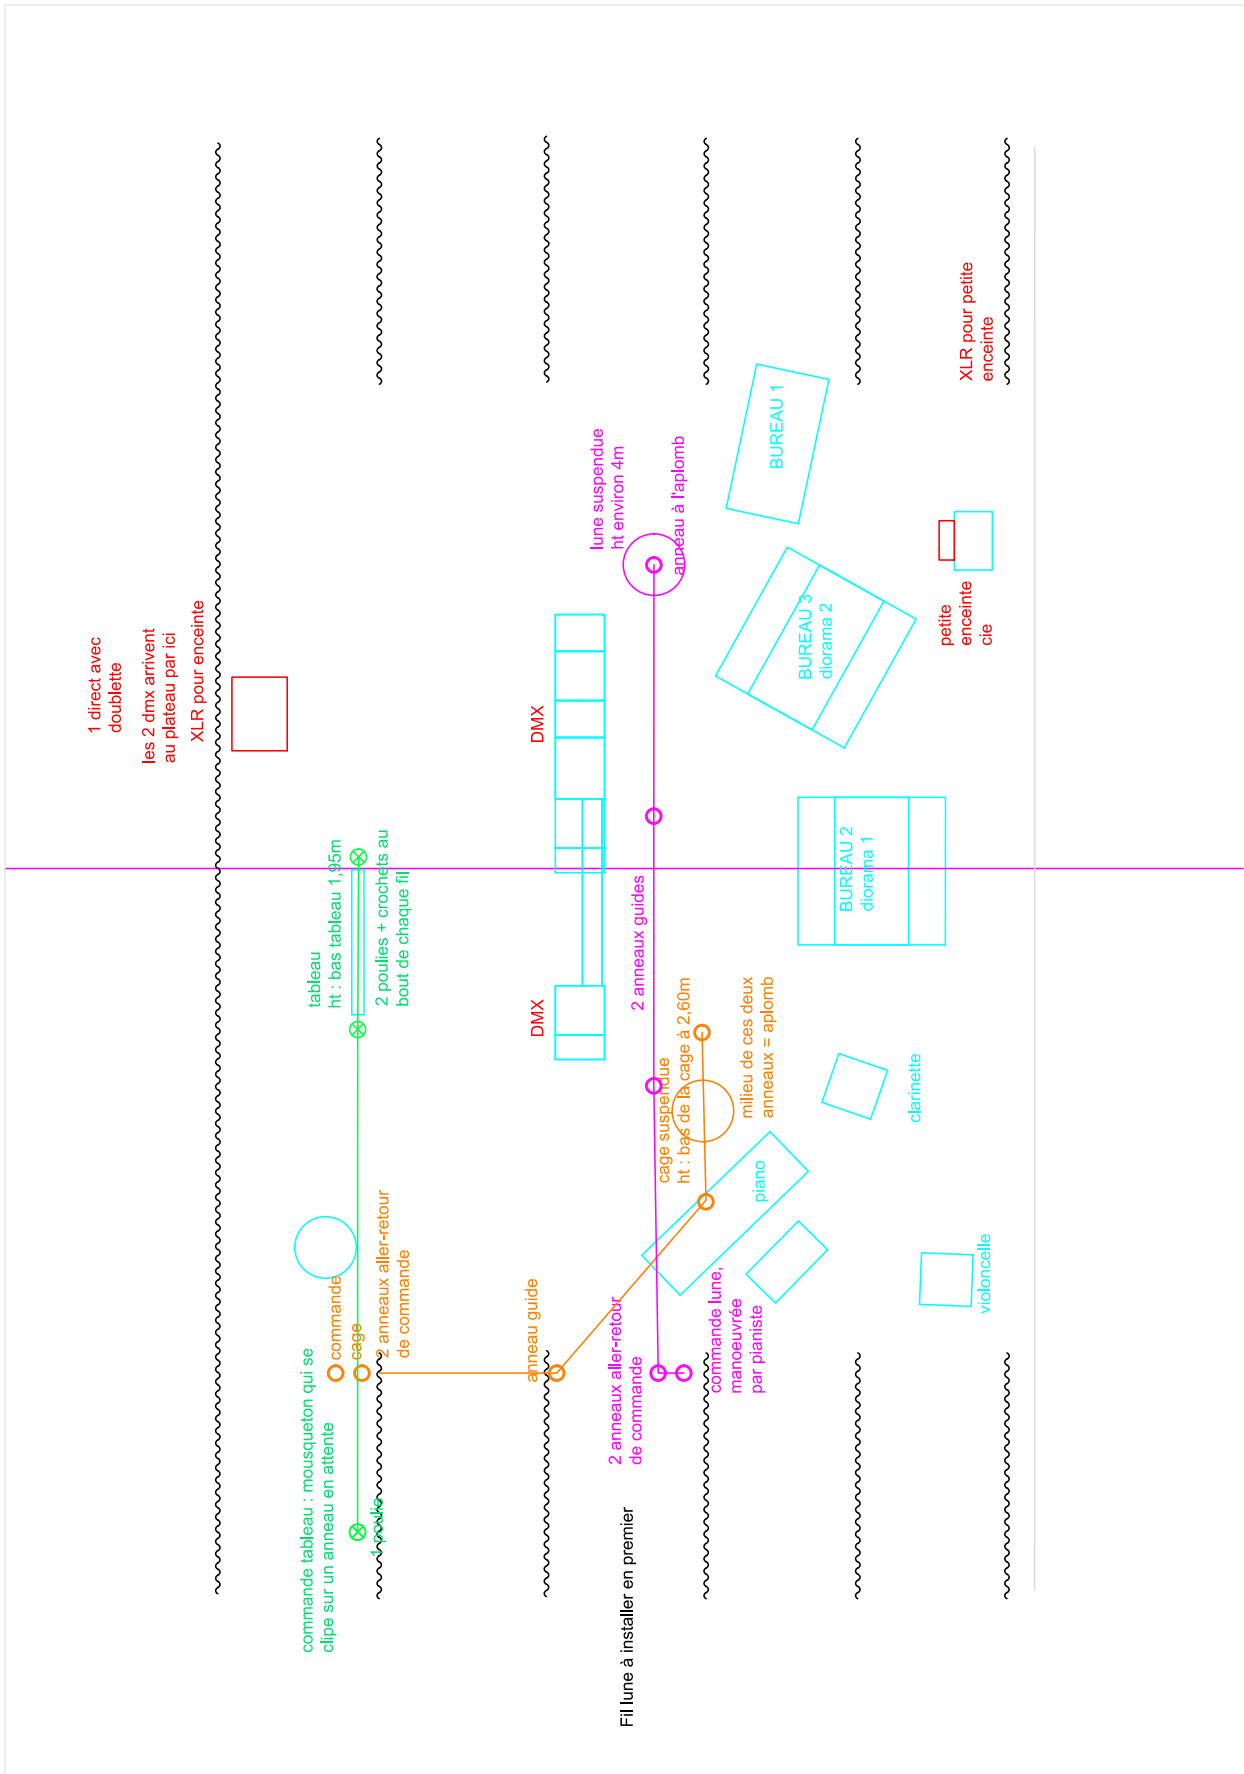 1 direct avec
doublette
les 2 dmx arrivent
au plateau par ici
XLR pour enceinte
tableau
ht : bas tableau 1,95m
2 poulies + crochets au
bout de chaque fil
commande
cage
2 anneaux aller-retour
de commande
commande tableau : mousqueton qui se
clipe sur un anneau en attente
1 poulie
DMX
DMX
anneau guide
lune suspendue
ht environ 4m
anneau à l'aplomb
2 anneaux guides
cage suspendue
ht : bas de la cage à 2,60m
milieu de ces deux
anneaux = aplomb
2 anneaux aller-retour
de commande
commande lune,
manoeuvrée
par pianiste
Fil lune à installer en premier
BUREAU 1
BUREAU 3
diorama 2
BUREAU 2
diorama 1
piano
clarinette
violoncelle
petite
enceinte
cie
XLR pour petite
enceinte